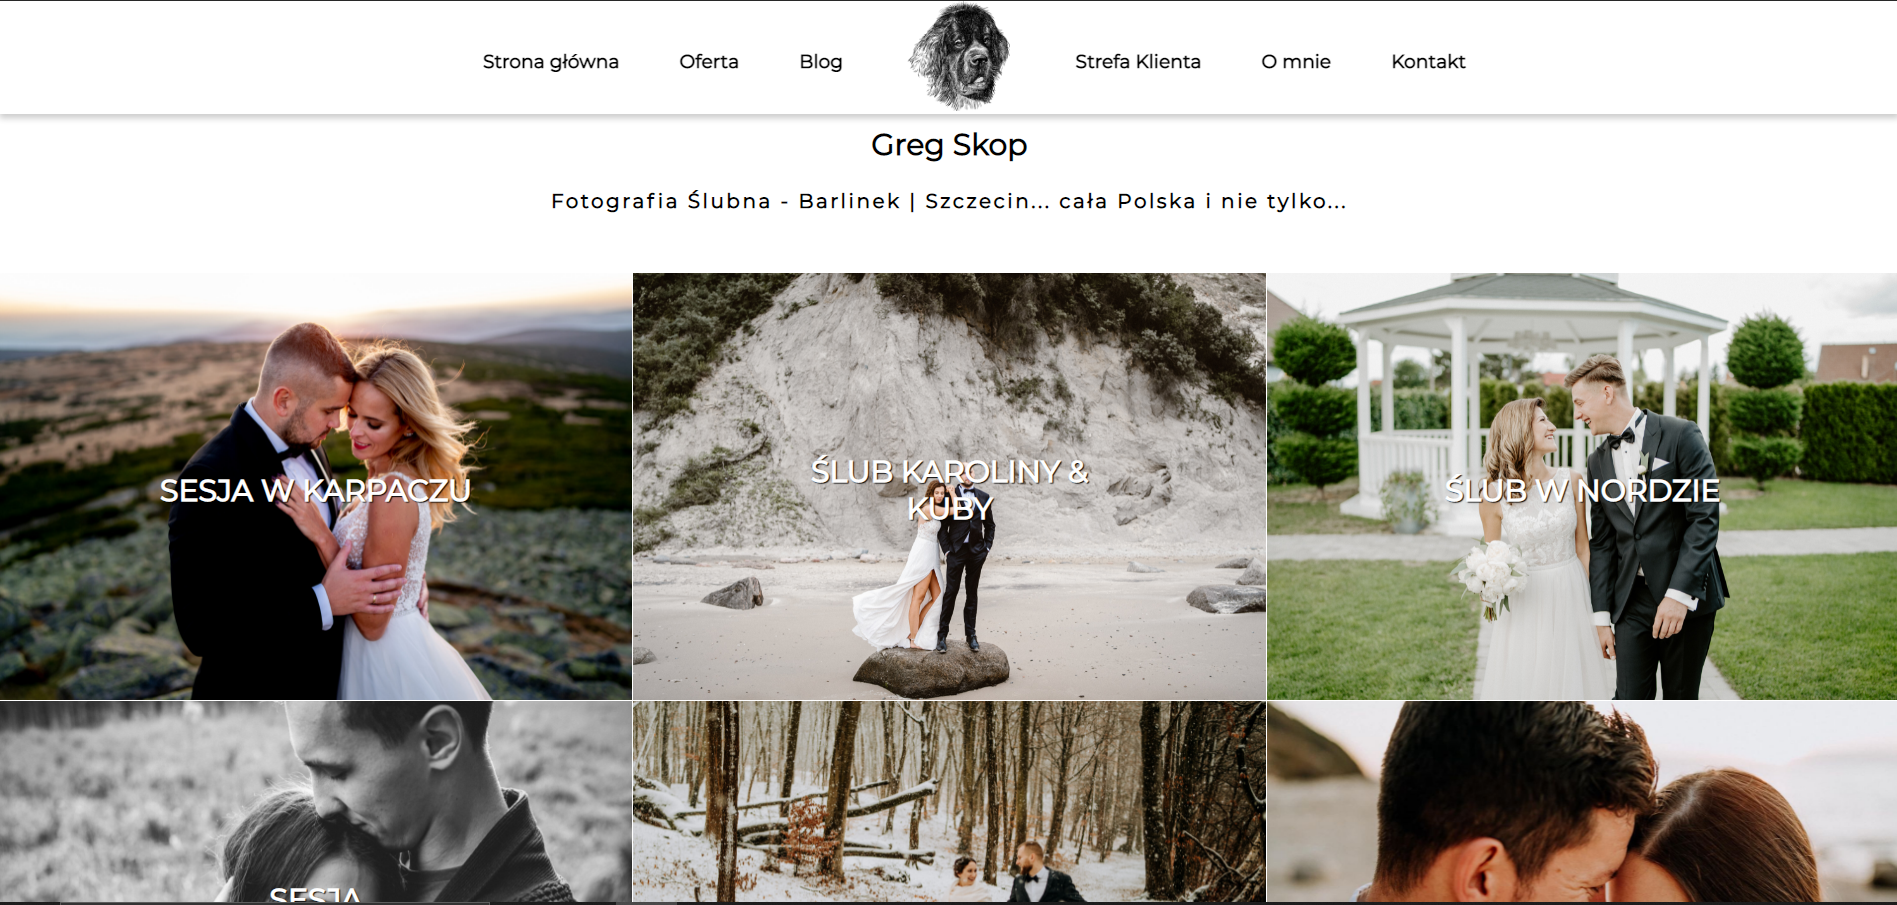 Strona główna Oferta Blog Strefa Klienta O mnie Kontakt
Greg Skop
Fotografia Ślubna - Barlinek | Szczecin... cała Polska i nie tylko...
SESJA W KARPACZU
ŚLUB KAROLINY &
KUBY
ŚLUB W NORDZIE
SESJA